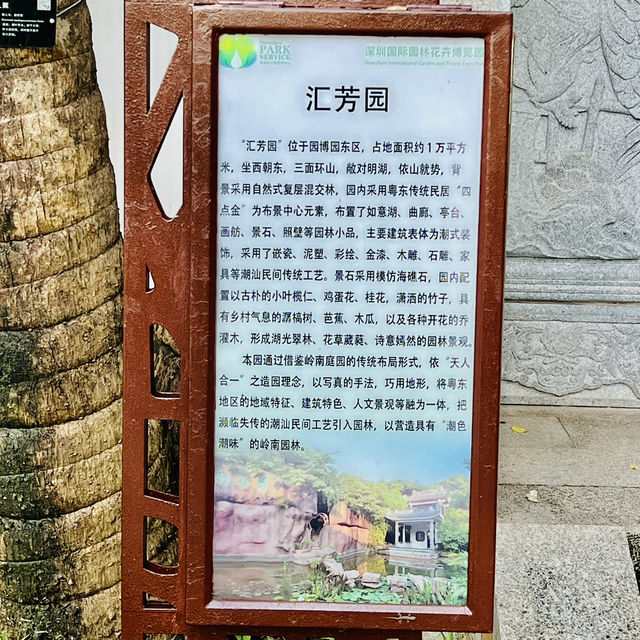 PARK
SERVICE
深圳国际园林花卉博览园
Shenzhen International Garden and Flower Expo Park
汇芳园
“汇芳园”位于园博园东区，占地面积约1万平方
米，坐西朝东，三面环山，敞对明湖，依山就势，背
景采用自然式复层混交林，园内采用粤东传统民居“四
点金”为布景中心元素，布置了如意湖、曲廊、亭台、
画舫、景石、照壁等园林小品，主要建筑表体为潮式装
饰，采用了嵌瓷、泥塑、彩绘、金漆、木雕、石雕、家
具等潮汕民间传统工艺。景石采用模仿海礁石，园内配
置以古朴的小叶榄仁、鸡蛋花、桂花，潇洒的竹子，具
有乡村气息的潺槁树、芭蕉、木瓜，以及各种开花的乔
灌木，形成湖光翠林、花草葳蕤、诗意嫣然的园林景观。
本园通过借鉴岭南庭园的传统布局形式，依“天人
合一”之造园理念，以写真的手法，巧用地形，将粤东
地区的地域特征、建筑特色、人文景观等融为一体，把
濒临失传的潮汕民间工艺引入园林，以营造具有“潮色
潮味”的岭南园林。